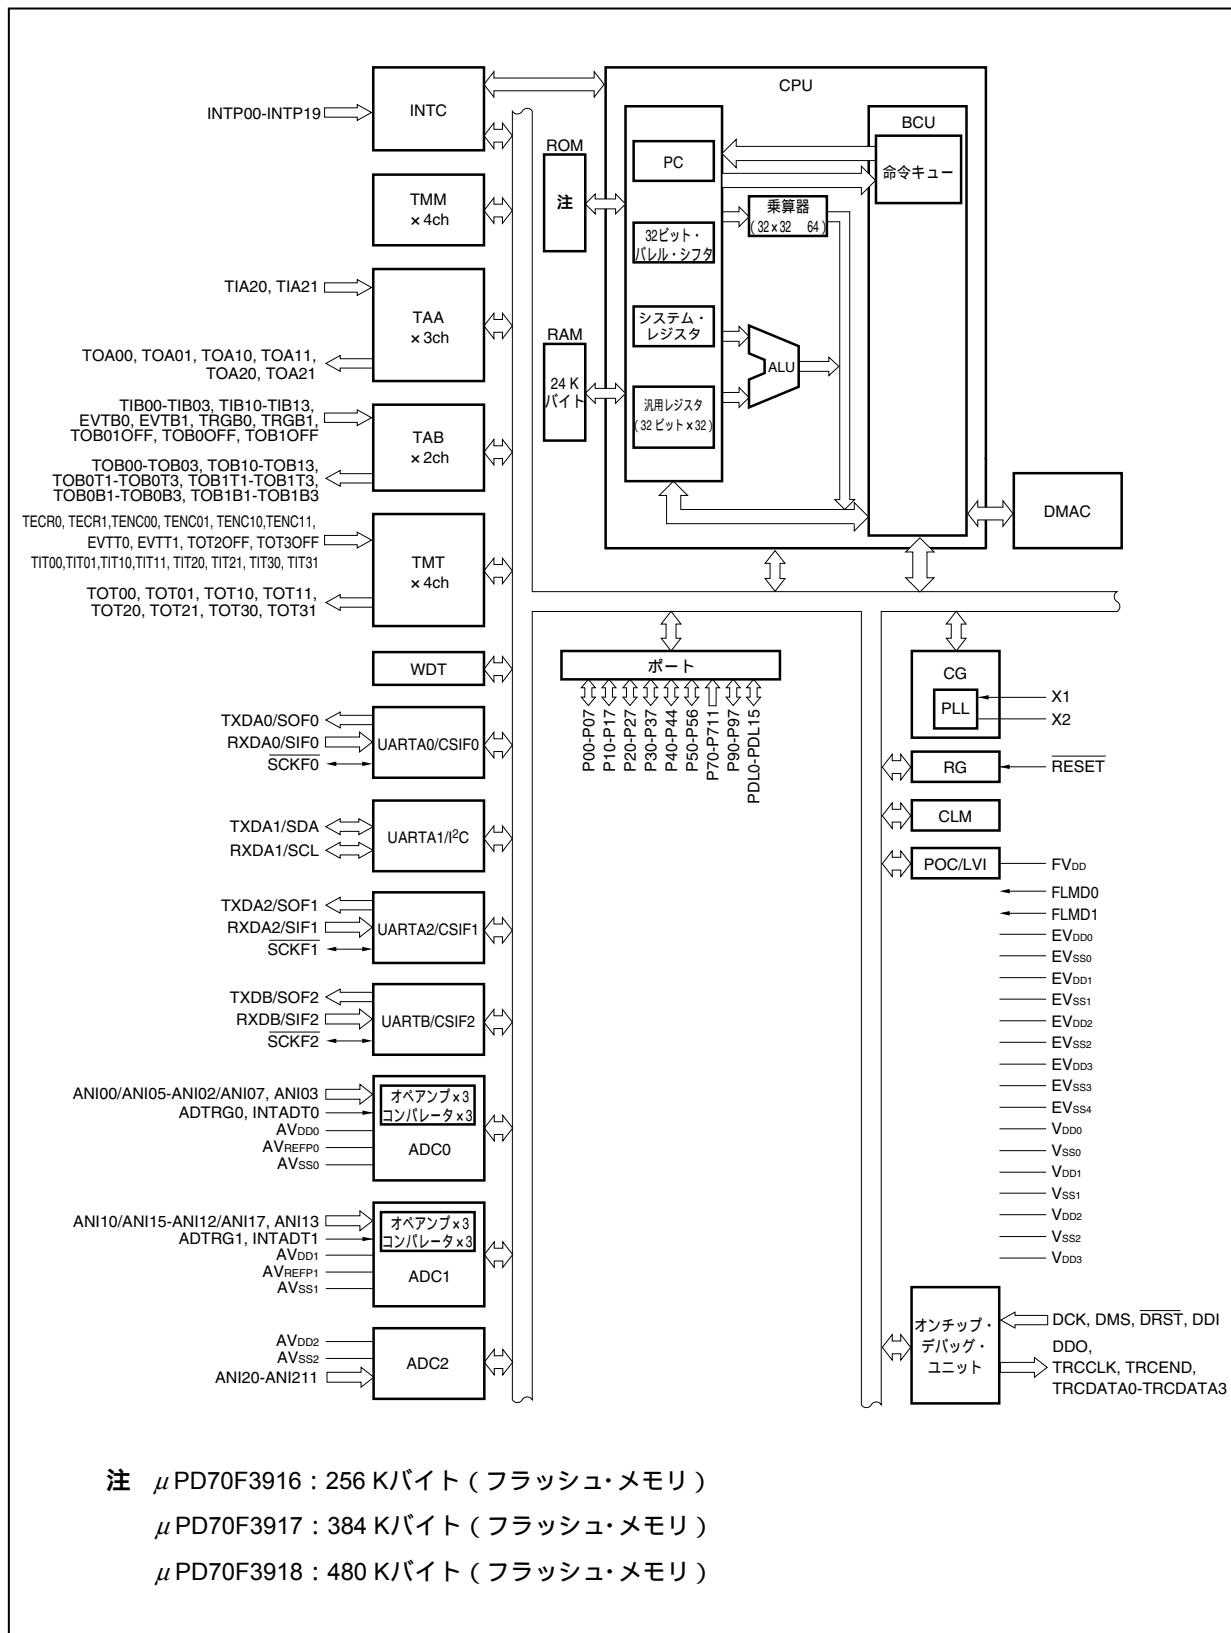 INTP00-INTP19
INTC
TMM
×4ch
TIA20, TIA21
TAA
×3ch
TOA00, TOA01, TOA10, TOA11,
TOA20, TOA21
TIB00-TIB03, TIB10-TIB13,
EVTB0, EVTB1, TRGB0, TRGB1,
TOB01OFF, TOB0OFF, TOB1OFF
TAB
×2ch
TOB00-TOB03, TOB10-TOB13,
TOB0T1-TOB0T3, TOB1T1-TOB1T3,
TOB0B1-TOB0B3, TOB1B1-TOB1B3
TECR0, TECR1,TENC00, TENC01, TENC10,TENC11,
EVTT0, EVTT1, TOT2OFF, TOT3OFF
TIT00,TIT01,TIT10,TIT11, TIT20, TIT21, TIT30, TIT31
TMT
×4ch
TOT00, TOT01, TOT10, TOT11,
TOT20, TOT21, TOT30, TOT31
WDT
TXDA0/SOF0
RXDA0/SIF0
SCKF0
UARTA0/CSIF0
TXDA1/SDA
RXDA1/SCL
UARTA1/I²C
TXDA2/SOF1
RXDA2/SIF1
SCKF1
UARTA2/CSIF1
TXDB/SOF2
RXDB/SIF2
SCKF2
UARTB/CSIF2
ANI00/ANI05-ANI02/ANI07, ANI03
ADTRG0, INTADT0
AVDD0
AVREFP0
AVSS0
オペアンプ×3
コンパレータ×3
ADC0
ANI10/ANI15-ANI12/ANI17, ANI13
ADTRG1, INTADT1
AVDD1
AVREFP1
AVSS1
オペアンプ×3
コンパレータ×3
ADC1
AVDD2
AVSS2
ANI20-ANI211
ADC2
ROM
注
RAM
24 K
バイト
CPU
PC
32ビット・
バレル・シフタ
システム・
レジスタ
汎用レジスタ
(32 ビット×32)
乗算器
(32×32 64)
ALU
BCU
命令キュー
DMAC
ポート
P00-P07
P10-P17
P20-P27
P30-P37
P40-P44
P50-P56
P70-P711
P90-P97
PDL0-PDL15
CG
PLL
X1
X2
RG
RESET
CLM
POC/LVI
FVDD
FLMD0
FLMD1
EVDD0
EVSS0
EVDD1
EVSS1
EVDD2
EVSS2
EVDD3
EVSS3
EVSS4
VDD0
VSS0
VDD1
VSS1
VDD2
VSS2
VDD3
オンチップ・
デバッグ・
ユニット
DCK, DMS, DRST, DDI
DDO,
TRCCLK, TRCEND,
TRCDATA0-TRCDATA3
注 μPD70F3916：256 Kバイト（フラッシュ・メモリ）
μPD70F3917：384 Kバイト（フラッシュ・メモリ）
μPD70F3918：480 Kバイト（フラッシュ・メモリ）